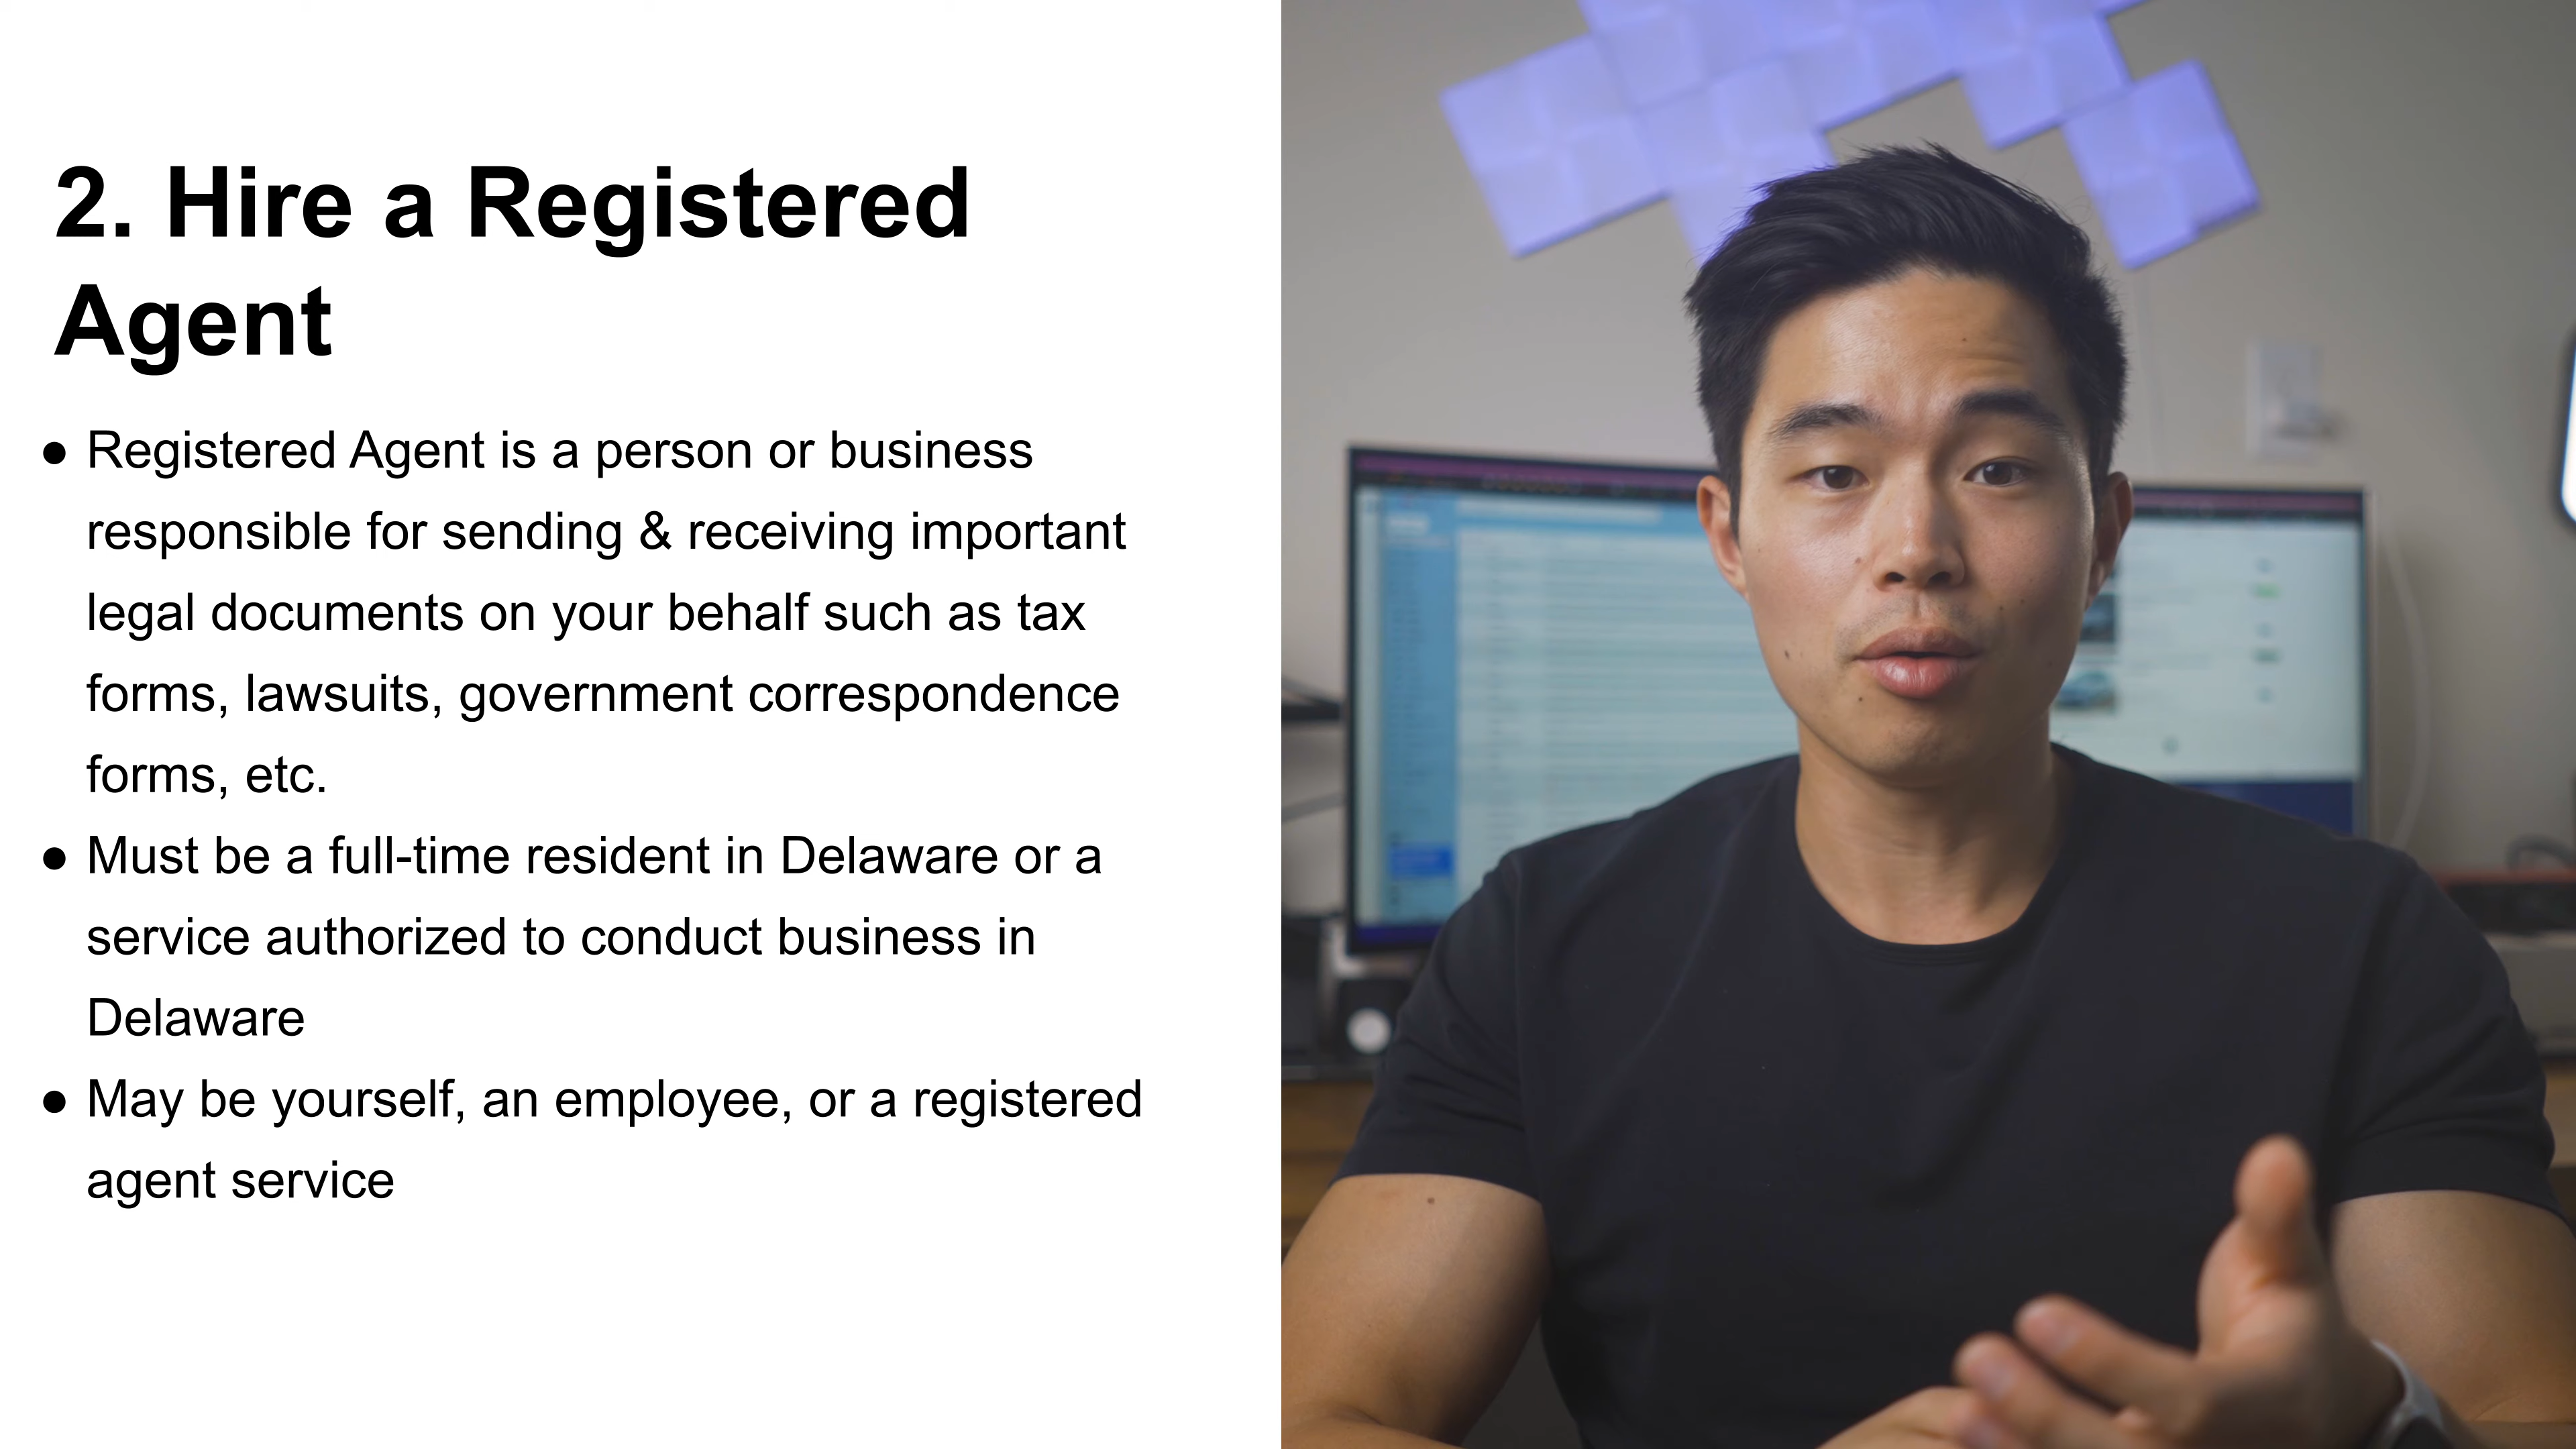 2. Hire a Registered
Agent
● Registered Agent is a person or business
responsible for sending & receiving important
legal documents on your behalf such as tax
forms, lawsuits, government correspondence
forms, etc.
● Must be a full-time resident in Delaware or a
service authorized to conduct business in
Delaware
● May be yourself, an employee, or a registered
agent service